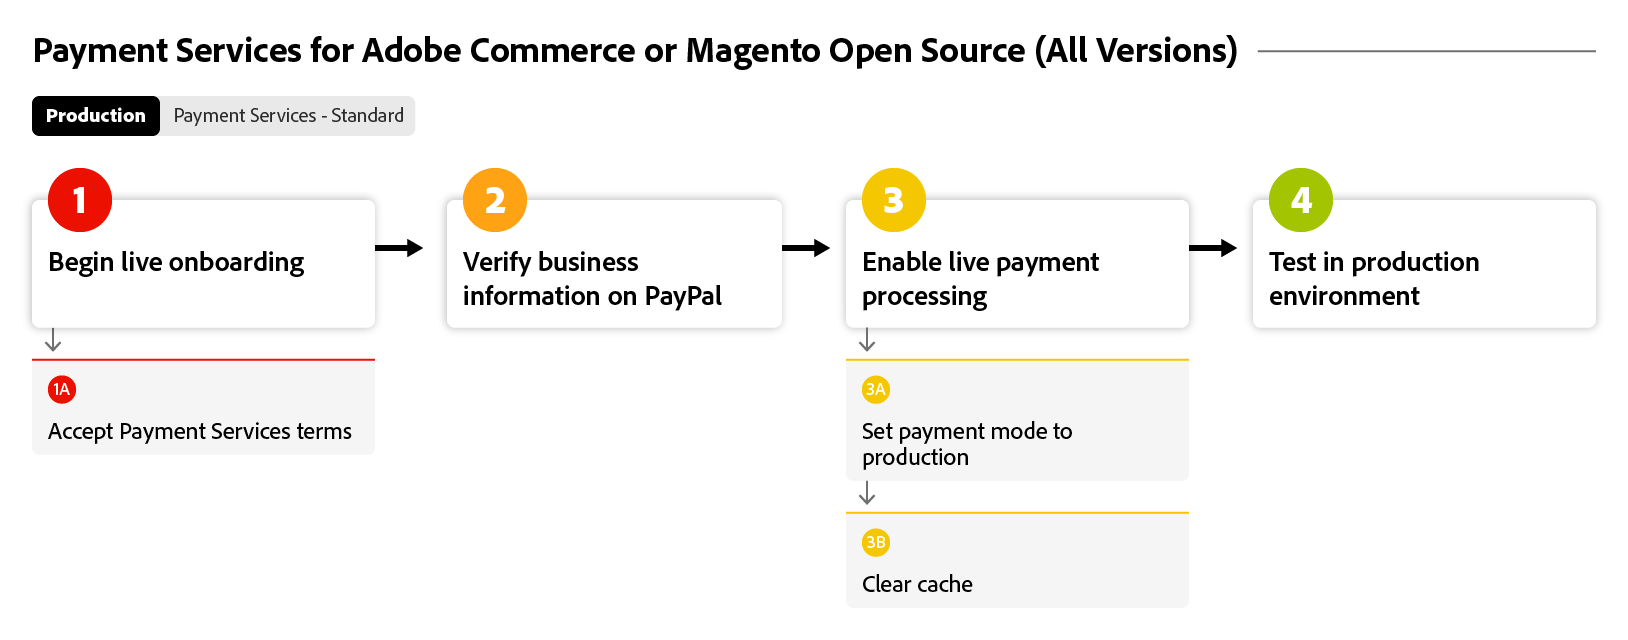 Payment Services for Adobe Commerce or Magento Open Source (All Versions)
Production Payment Services - Standard
1
Begin live onboarding
1A
Accept Payment Services terms
2
Verify business
information on PayPal
3
Enable live payment
processing
3A
Set payment mode to
production
3B
Clear cache
4
Test in production
environment